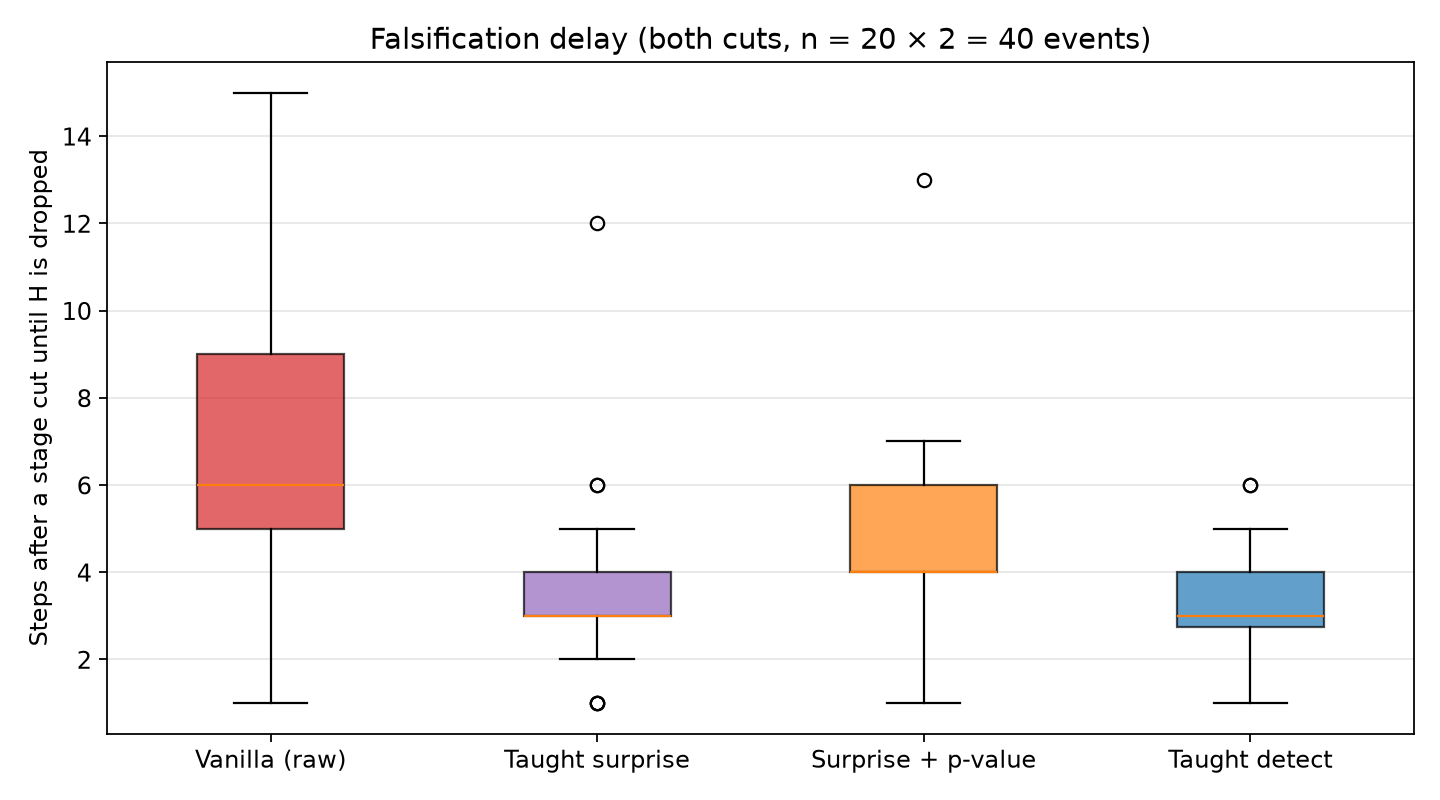 Falsification delay (both cuts, n = 20 × 2 = 40 events)
Steps after a stage cut until H is dropped
14
12
10
8
6
4
2
Vanilla (raw)
Taught surprise
Surprise + p-value
Taught detect